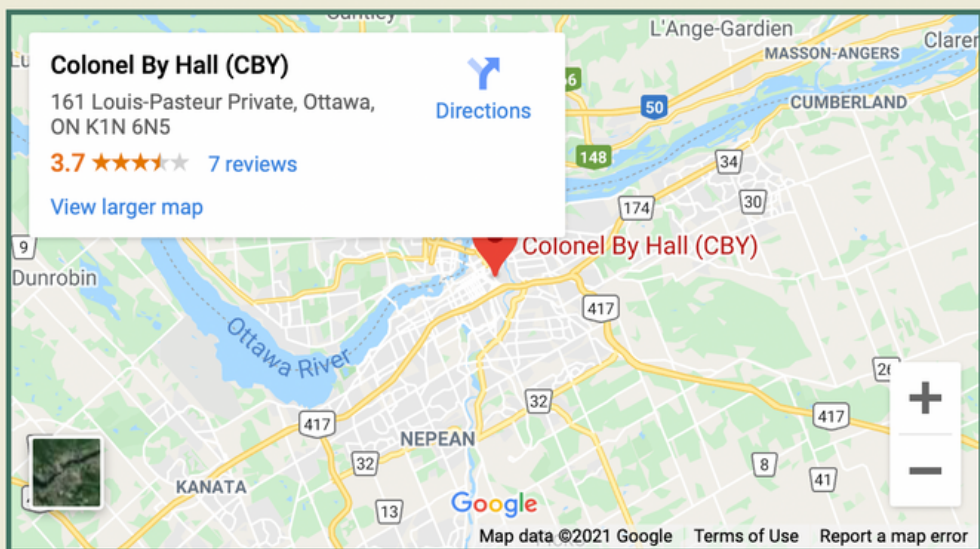 Colonel By Hall (CBY)
161 Louis-Pasteur Private, Ottawa,
ON K1N 6N5
3.7
7 reviews
View larger map
Directions
L'Ange-Gardien
MASSON-ANGERS
50
CUMBERLAND
148
34
30
174
9
Dunrobin
Colonel By Hall (CBY)
417
Ottawa River
32
417
417
NEPEAN
32
8
41
KANATA
13
Google
Map data ©2021 Google
Terms of Use
Report a map error